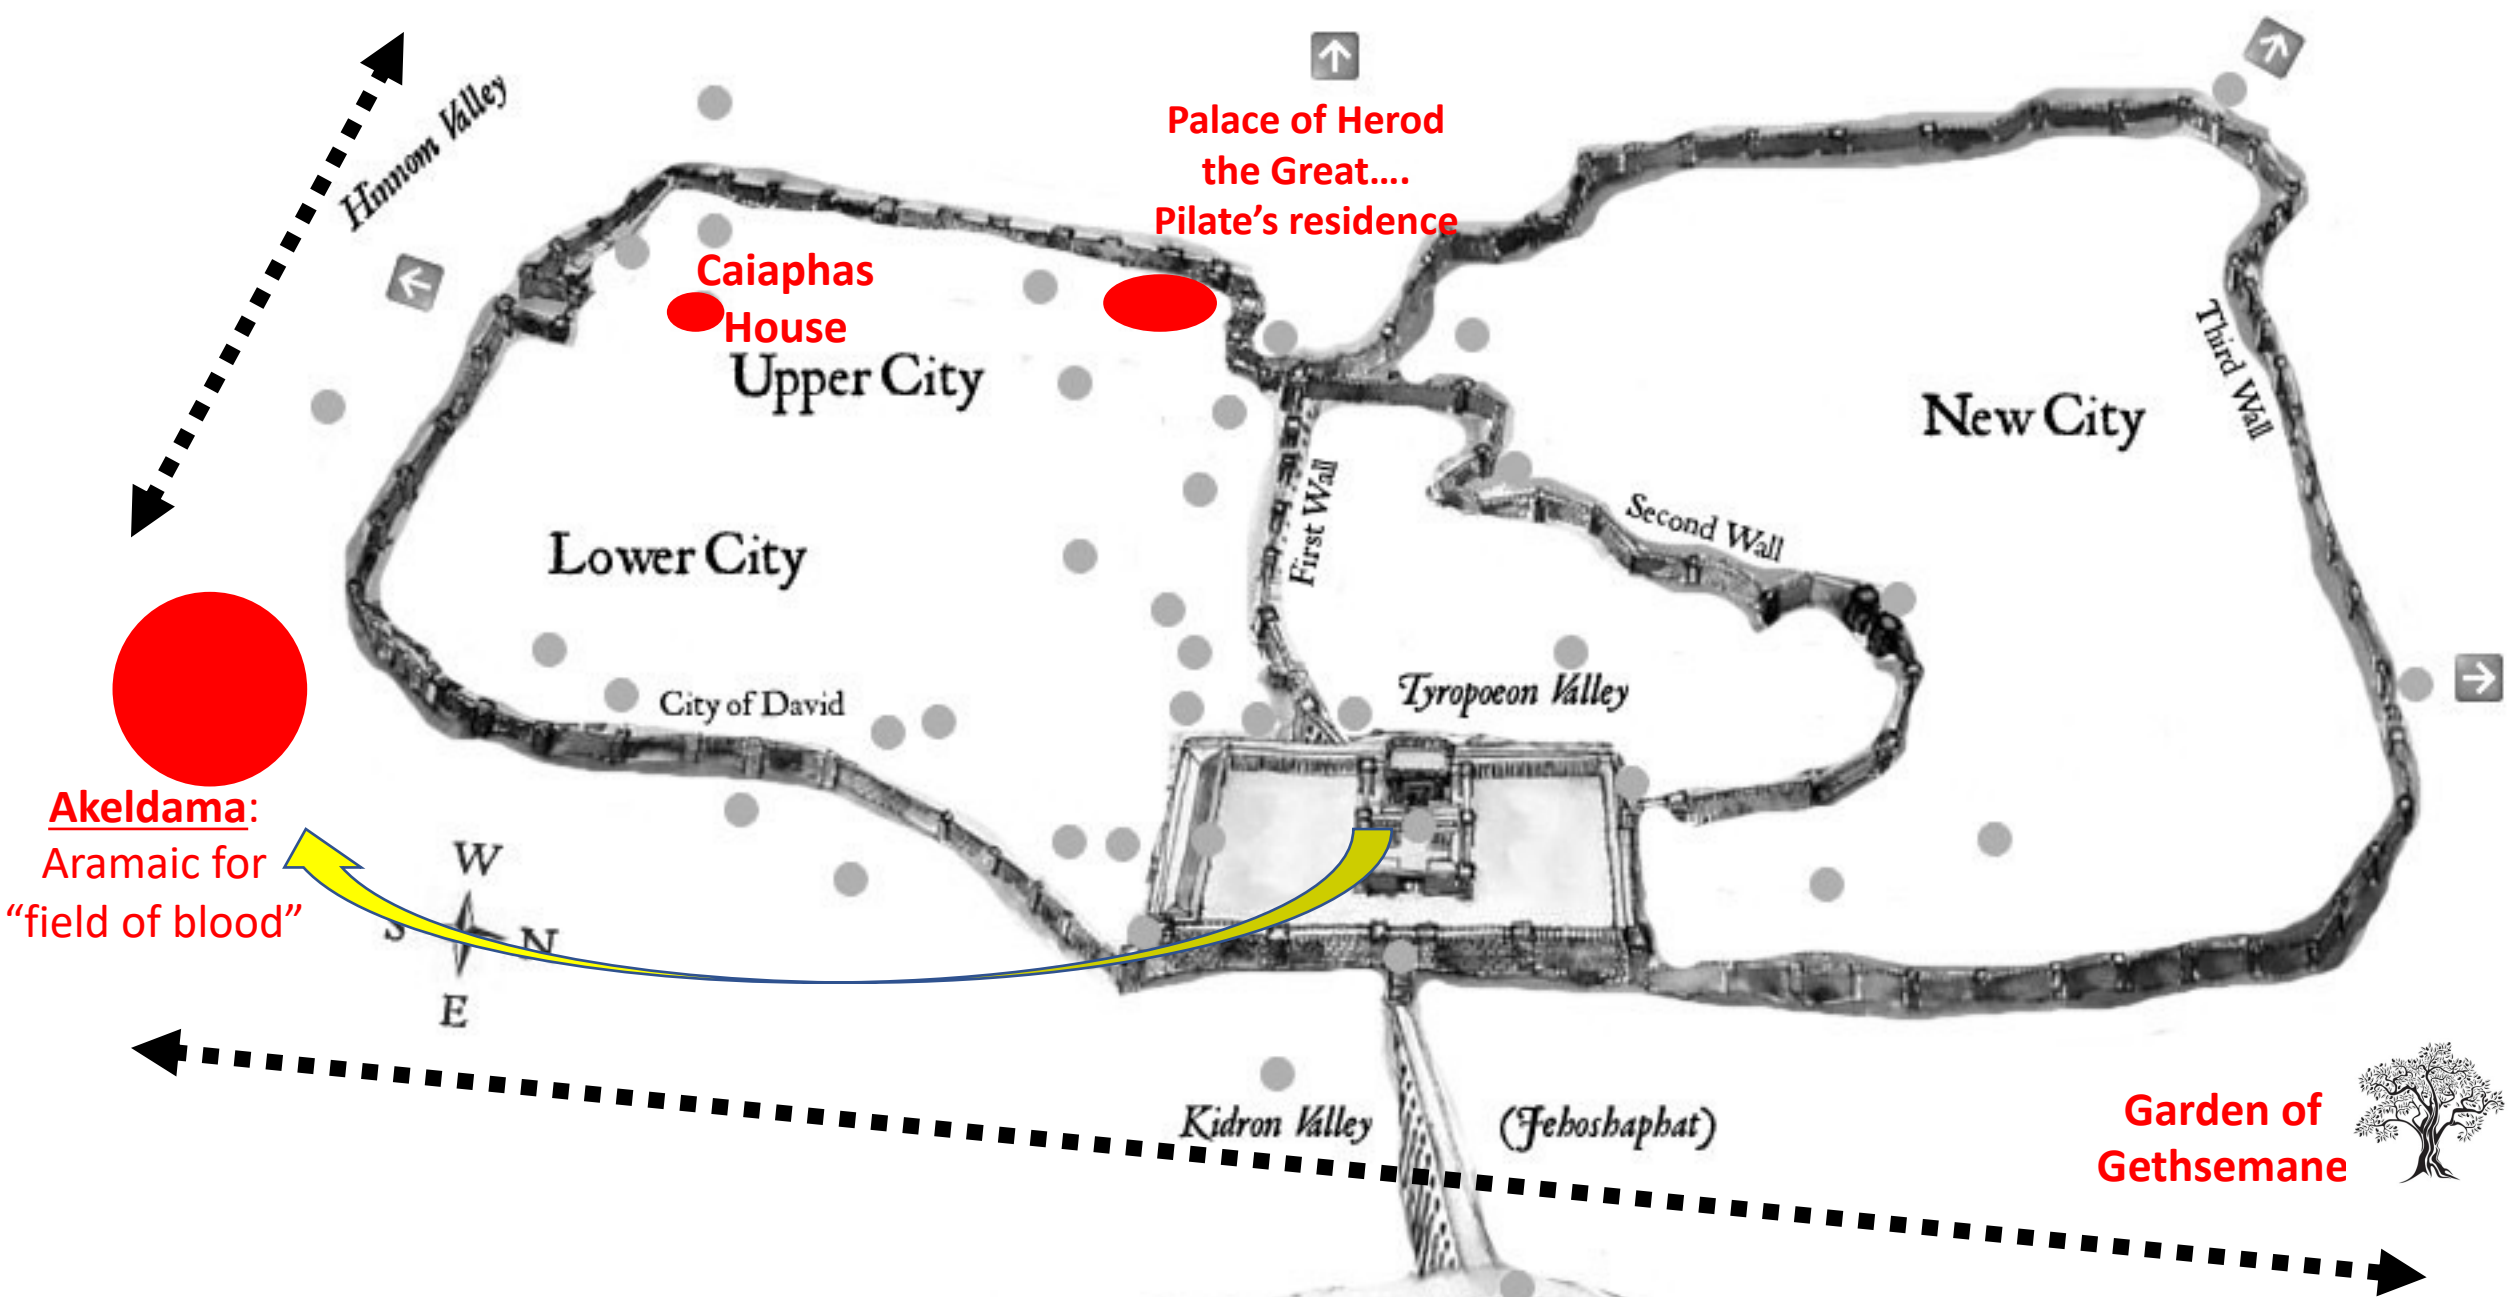 Hinnom Valley
Palace of Herod
the Great....
Pilate's residence
Caiaphas
House
Upper City
New City
Third Wall
First Wall
Second Wall
Lower City
City of David
Tyropoeon Valley
Akeldama:
Aramaic for
“field of blood”
W
S
N
E
Kidron Valley
(Jehoshaphat)
Garden of
Gethsemane